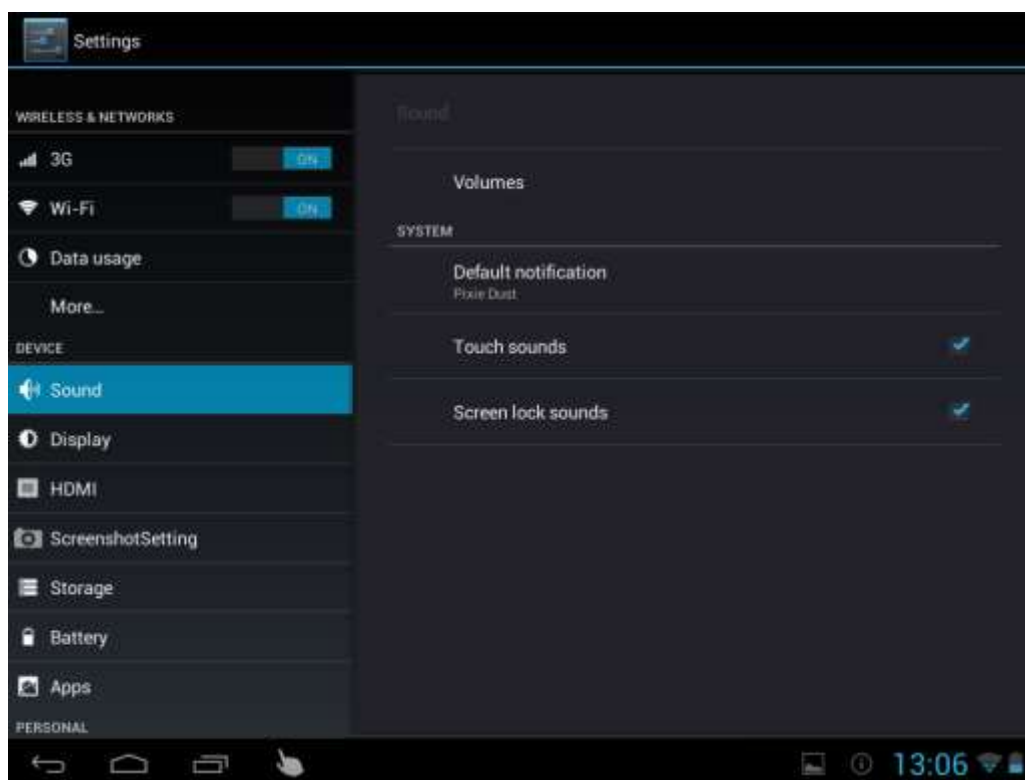 Settings
WIRELESS & NETWORKS
3G
ON
Wi-Fi
ON
Data usage
More...
DEVICE
Sound
Display
HDMI
ScreenshotSetting
Storage
Battery
Apps
PERSONAL
Sound
Volumes
SYSTEM
Default notification
Pixie Dust
Touch sounds
Screen lock sounds
13:06